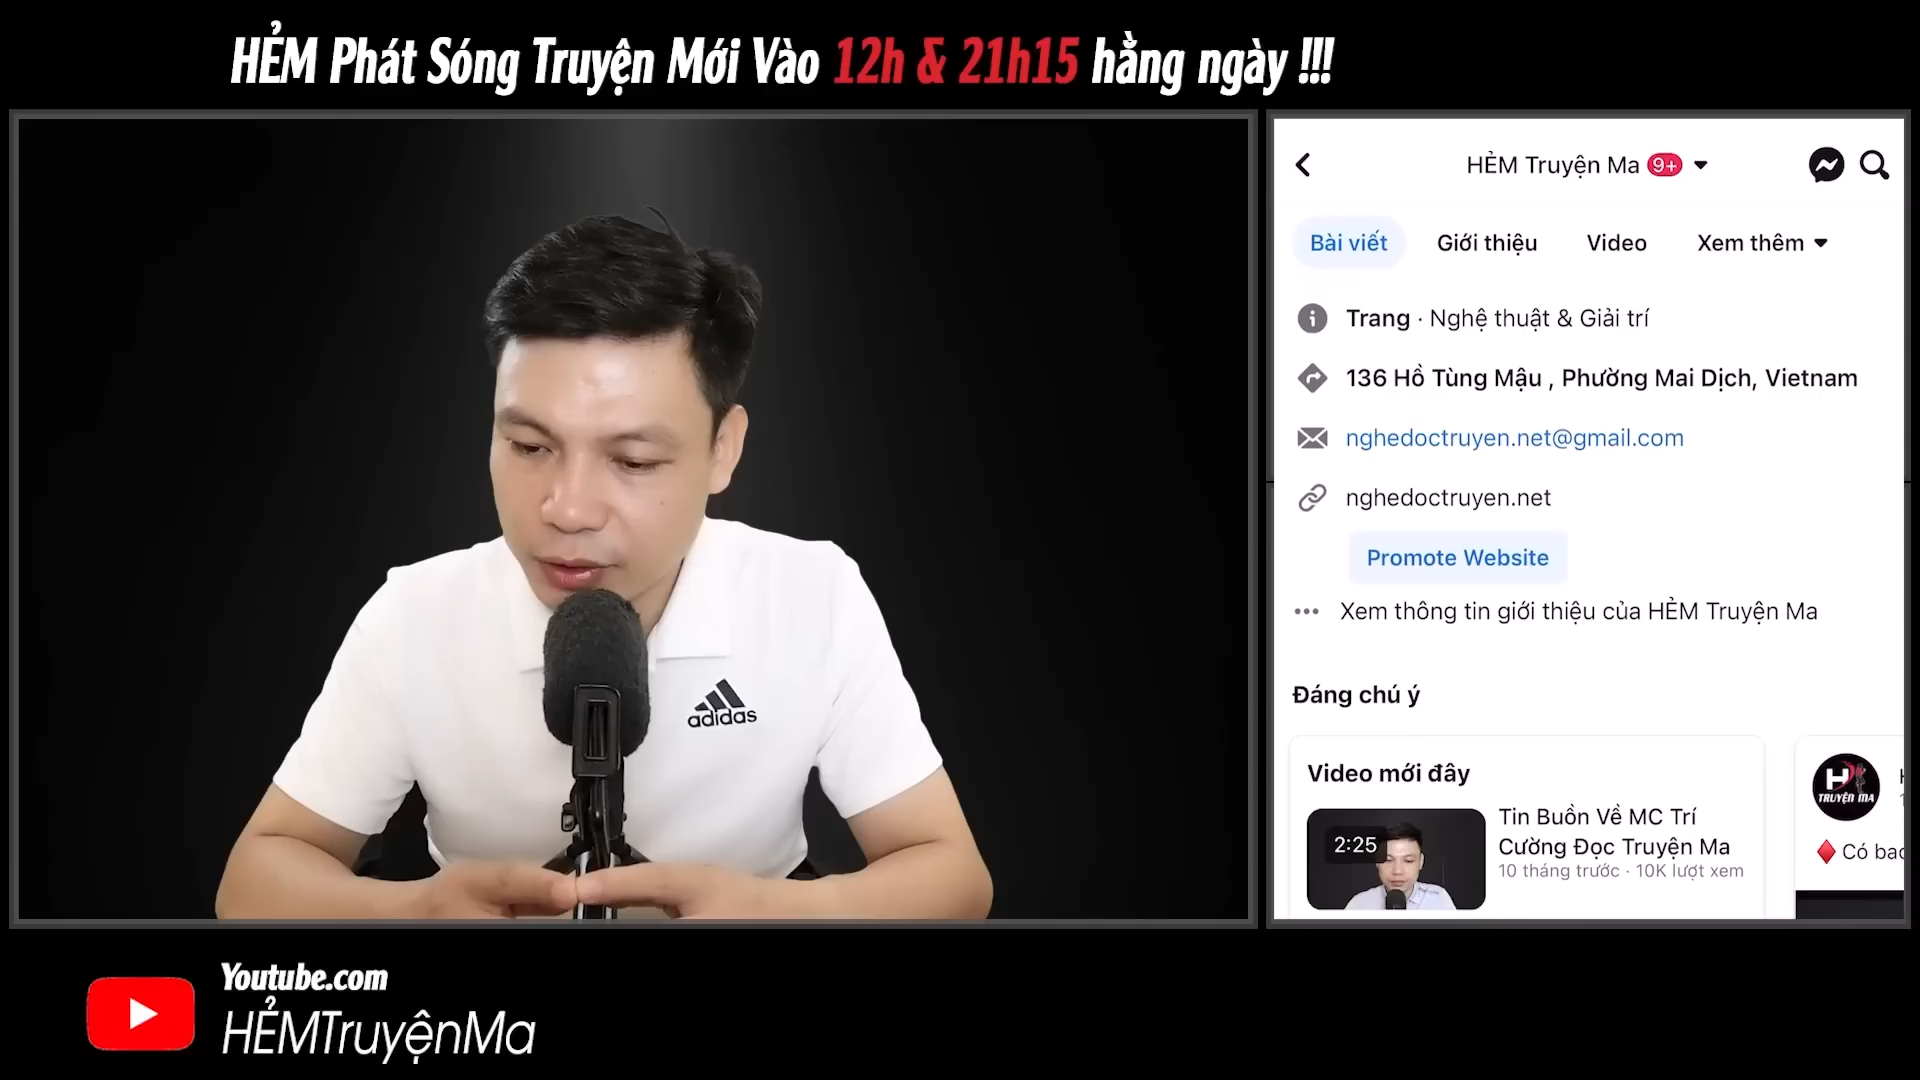 HẺM Phát Sóng Truyện Mới Vào 12h & 21h15 hằng ngày !!!
adidas
HẺM Truyện Ma 9+
Bài viết Giới thiệu Video Xem thêm
Trang · Nghệ thuật & Giải trí
136 Hồ Tùng Mậu , Phường Mai Dịch, Vietnam
nghedoctruyen.net@gmail.com
nghedoctruyen.net
Promote Website
Xem thông tin giới thiệu của HẺM Truyện Ma
Đáng chú ý
Video mới đây
2:25
Tin Buồn Về MC Trí
Cường Đọc Truyện Ma
10 tháng trước · 10K lượt xem
H
TRUYỆN MA
Có bao
Youtube.com
HẺMTruyệnMa